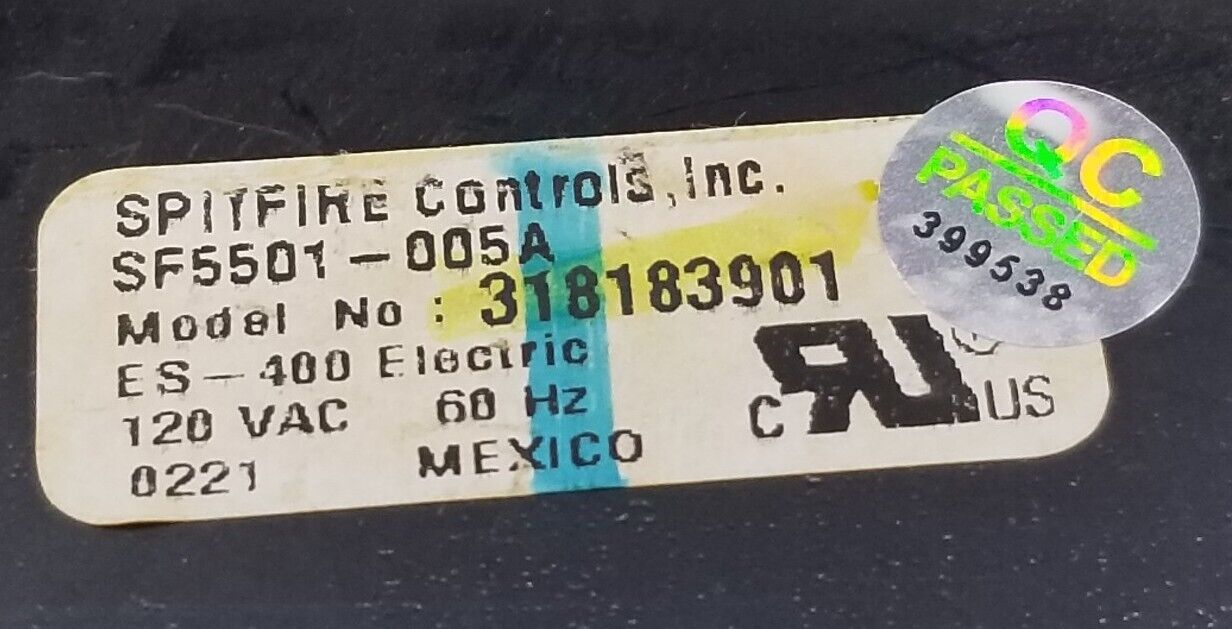 SPITFIRE Controls, Inc.
SF5501-005A
Model No: 318183901
ES-400 Electric
120 VAC 60 Hz
0221 MEXICO
C RU US
QC
PASSED
399538